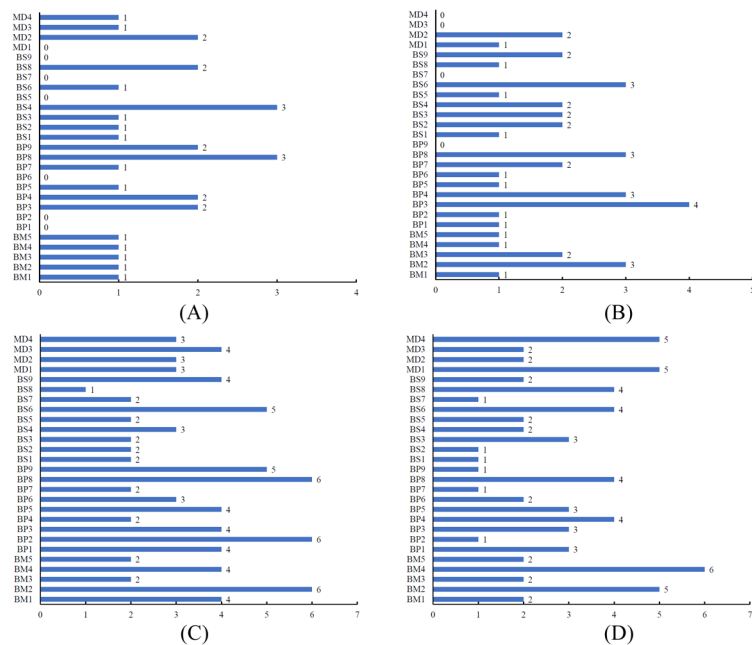 MD4 1
MD3 1
MD2 2
MD1 0
BS9 0
BS8 2
BS7 0
BS6 1
BS5 0
BS4 3
BS3 1
BS2 1
BS1 1
BP9 2
BP8 3
BP7 1
BP6 0
BP5 1
BP4 2
BP3 2
BP2 0
BP1 0
BM5 1
BM4 1
BM3 1
BM2 1
BM1 1
0 1 2 3 4
(A)
MD4 0
MD3 0
MD2 2
MD1 1
BS9 2
BS8 1
BS7 0
BS6 3
BS5 1
BS4 2
BS3 2
BS2 2
BS1 1
BP9 0
BP8 3
BP7 2
BP6 1
BP5 1
BP4 3
BP3 4
BP2 1
BP1 1
BM5 1
BM4 1
BM3 2
BM2 3
BM1 1
0 1 2 3 4 5
(B)
MD4 3
MD3 4
MD2 3
MD1 3
BS9 4
BS8 1
BS7 2
BS6 5
BS5 2
BS4 3
BS3 2
BS2 2
BS1 2
BP9 5
BP8 6
BP7 2
BP6 3
BP5 4
BP4 2
BP3 4
BP2 6
BP1 4
BM5 2
BM4 4
BM3 2
BM2 6
BM1 4
0 1 2 3 4 5 6 7
(C)
MD4 5
MD3 2
MD2 2
MD1 5
BS9 2
BS8 4
BS7 1
BS6 4
BS5 2
BS4 2
BS3 3
BS2 1
BS1 1
BP9 1
BP8 4
BP7 1
BP6 2
BP5 3
BP4 4
BP3 3
BP2 1
BP1 3
BM5 2
BM4 6
BM3 2
BM2 5
BM1 2
0 1 2 3 4 5 6 7
(D)